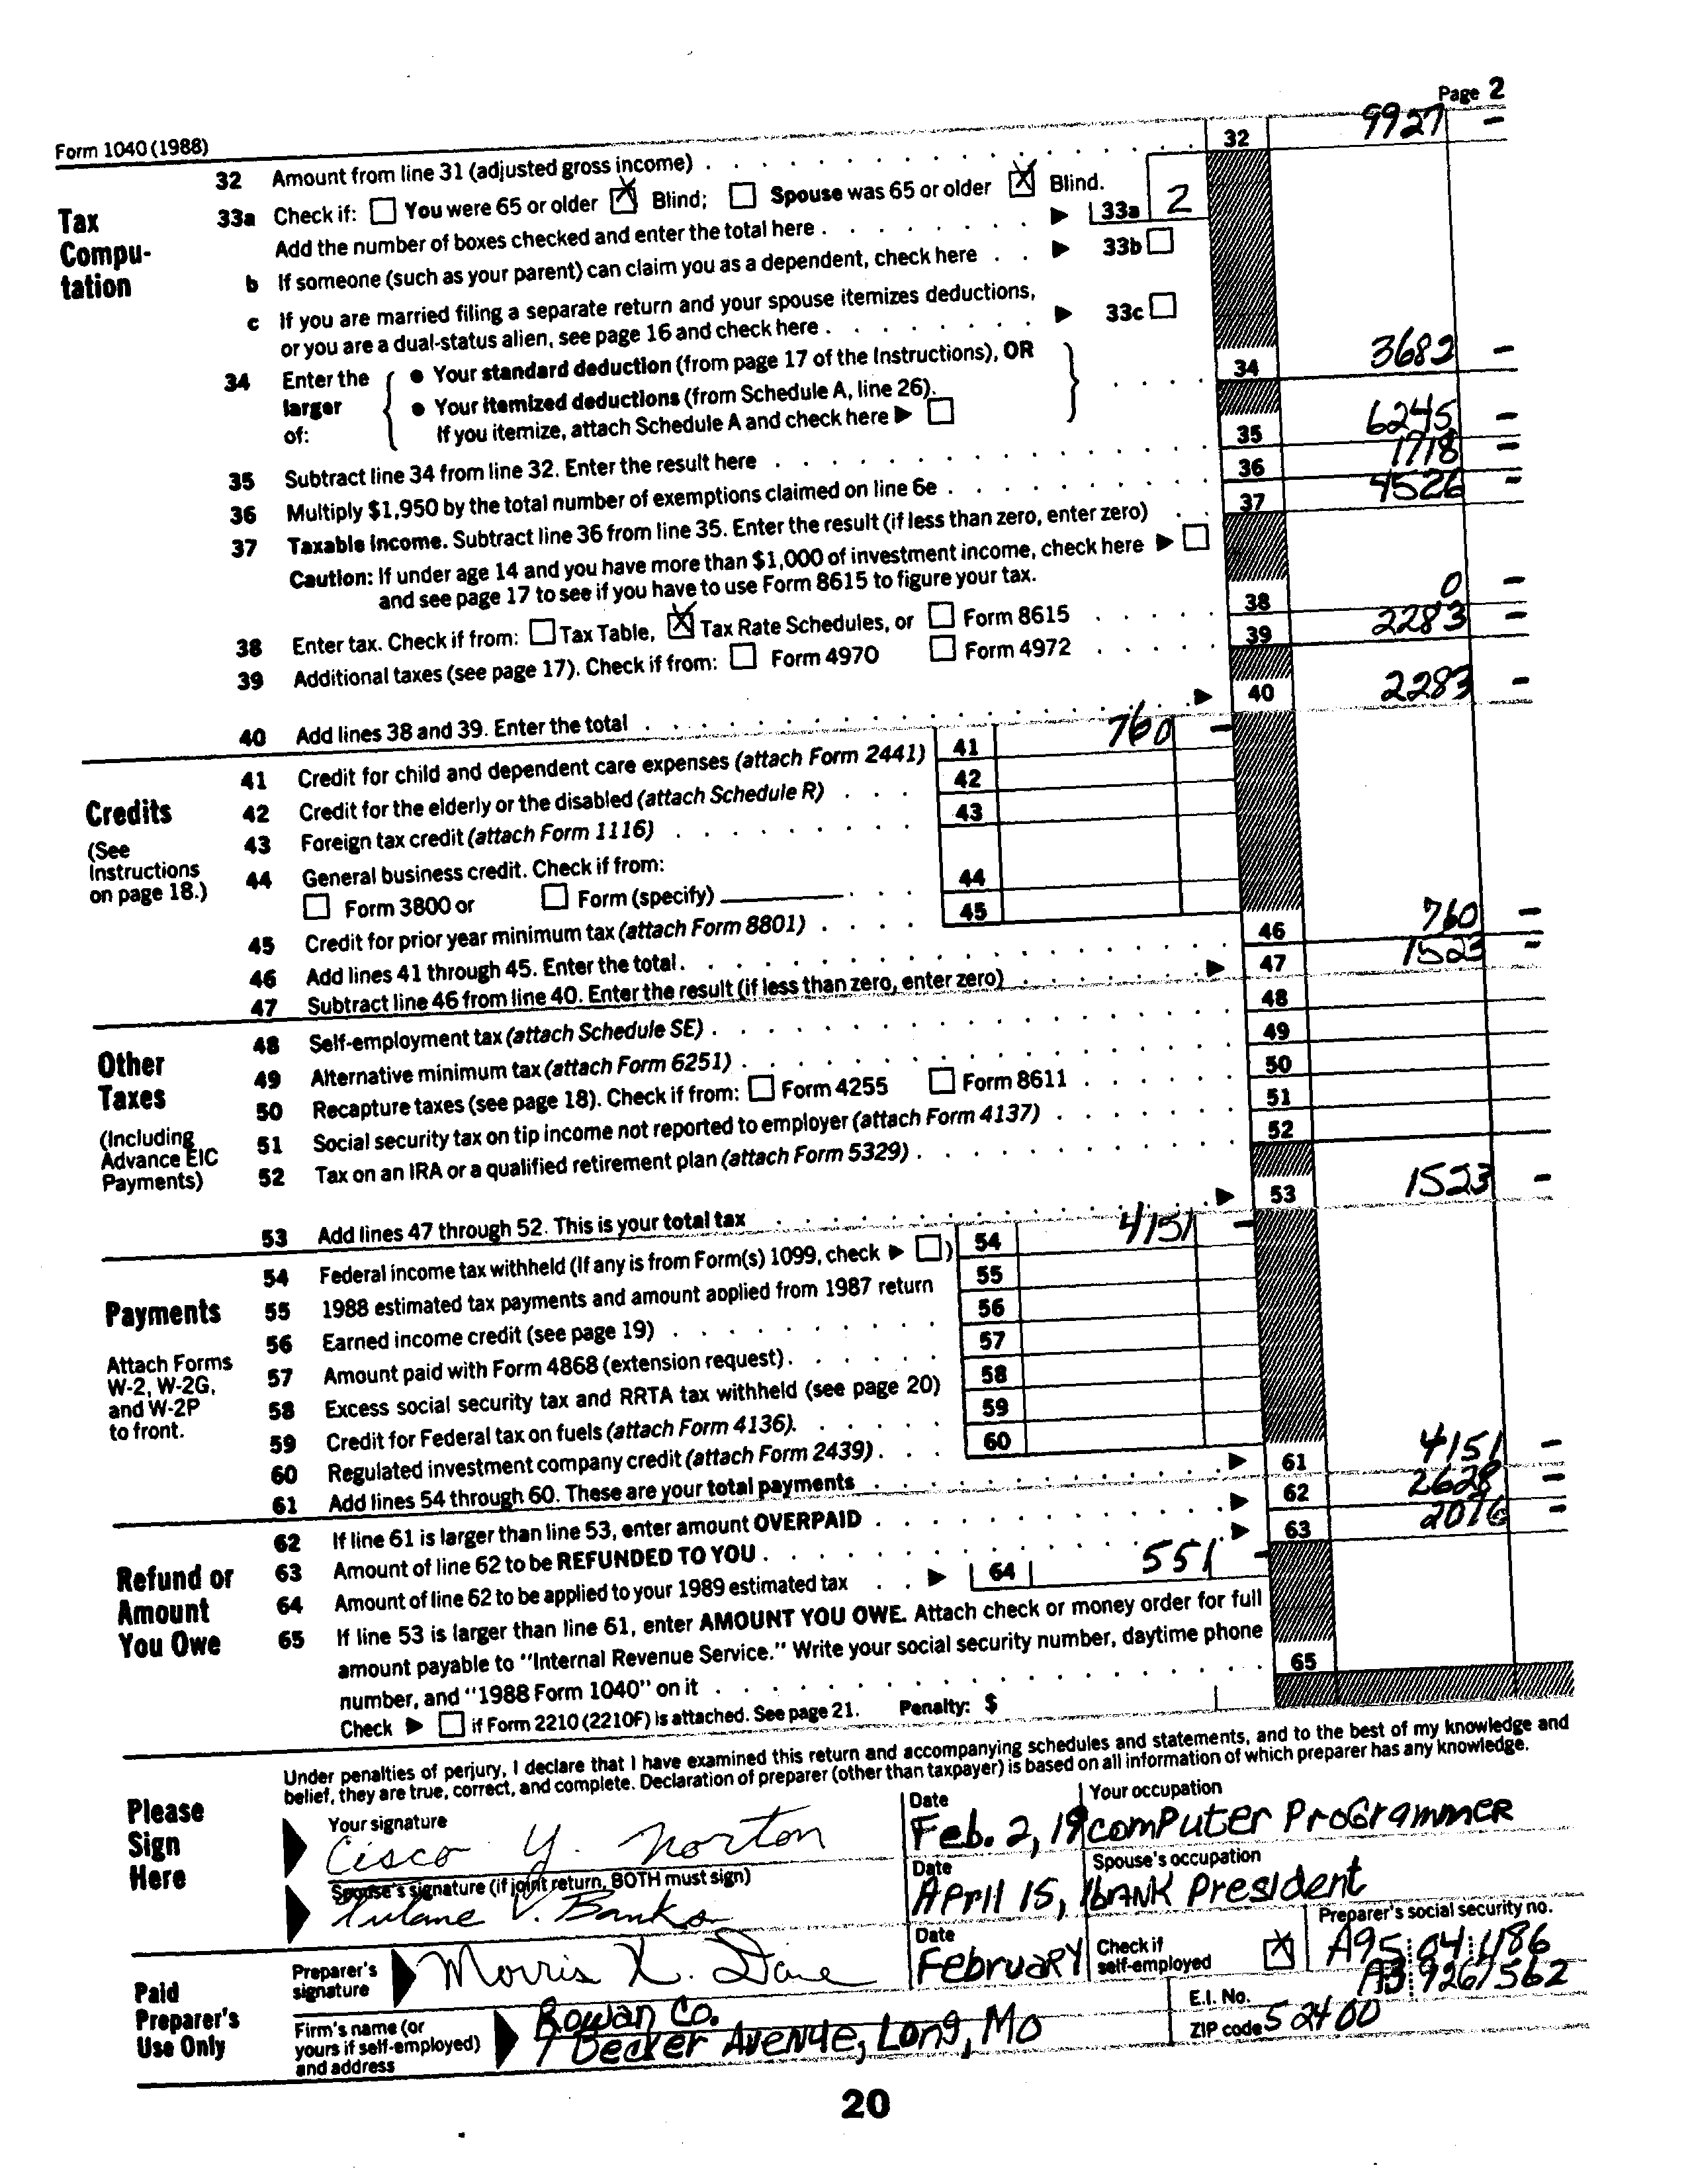 Page 2
Form 1040 (1988)
32 Amount from line 31 (adjusted gross income) 32 9927 –
Tax Compu- tation
33a Check if: ☐ You were 65 or older ☒ Blind; ☐ Spouse was 65 or older ☒ Blind.
Add the number of boxes checked and enter the total here ▶ 33a 2
b If someone (such as your parent) can claim you as a dependent, check here ▶ 33b ☐
c If you are married filing a separate return and your spouse itemizes deductions,
or you are a dual-status alien, see page 16 and check here ▶ 33c ☐
34 Enter the larger of: { ● Your standard deduction (from page 17 of the Instructions), OR
● Your itemized deductions (from Schedule A, line 26).
If you itemize, attach Schedule A and check here ▶ ☐ } 34 3682 –
35 Subtract line 34 from line 32. Enter the result here 35 6245 –
36 Multiply $1,950 by the total number of exemptions claimed on line 6e 36 1718 –
37 Taxable income. Subtract line 36 from line 35. Enter the result (if less than zero, enter zero) 37 4526 –
Caution: If under age 14 and you have more than $1,000 of investment income, check here ▶ ☐
and see page 17 to see if you have to use Form 8615 to figure your tax.
38 Enter tax. Check if from: ☐ Tax Table, ☒ Tax Rate Schedules, or ☐ Form 8615 38 0 –
39 Additional taxes (see page 17). Check if from: ☐ Form 4970 ☐ Form 4972 39 2283 –
40 Add lines 38 and 39. Enter the total ▶ 40 2283 –
Credits
(See Instructions on page 18.)
41 Credit for child and dependent care expenses (attach Form 2441) 41 760 –
42 Credit for the elderly or the disabled (attach Schedule R) 42
43 Foreign tax credit (attach Form 1116) 43
44 General business credit. Check if from:
☐ Form 3800 or ☐ Form (specify) 44
45 Credit for prior year minimum tax (attach Form 8801) 45
46 Add lines 41 through 45. Enter the total. 46 760 –
47 Subtract line 46 from line 40. Enter the result (if less than zero, enter zero) ▶ 47 1523 –
Other Taxes
(Including Advance EIC Payments)
48 Self-employment tax (attach Schedule SE) 48
49 Alternative minimum tax (attach Form 6251) 49
50 Recapture taxes (see page 18). Check if from: ☐ Form 4255 ☐ Form 8611 50
51 Social security tax on tip income not reported to employer (attach Form 4137) 51
52 Tax on an IRA or a qualified retirement plan (attach Form 5329) 52
53 Add lines 47 through 52. This is your total tax ▶ 53 1523 –
Payments
Attach Forms W-2, W-2G, and W-2P to front.
54 Federal income tax withheld (If any is from Form(s) 1099, check ▶ ☐) 54 4151 –
55 1988 estimated tax payments and amount applied from 1987 return 55
56 Earned income credit (see page 19) 56
57 Amount paid with Form 4868 (extension request) 57
58 Excess social security tax and RRTA tax withheld (see page 20) 58
59 Credit for Federal tax on fuels (attach Form 4136). 59
60 Regulated investment company credit (attach Form 2439) 60
61 Add lines 54 through 60. These are your total payments ▶ 61 4151 –
Refund or Amount You Owe
62 If line 61 is larger than line 53, enter amount OVERPAID ▶ 62 2628 –
63 Amount of line 62 to be REFUNDED TO YOU ▶ 63 2076 –
64 Amount of line 62 to be applied to your 1989 estimated tax ▶ 64 551 –
65 If line 53 is larger than line 61, enter AMOUNT YOU OWE. Attach check or money order for full
amount payable to "Internal Revenue Service." Write your social security number, daytime phone
number, and "1988 Form 1040" on it 65
Check ▶ ☐ if Form 2210 (2210F) is attached. See page 21. Penalty: $
Please Sign Here
Under penalties of perjury, I declare that I have examined this return and accompanying schedules and statements, and to the best of my knowledge and
belief, they are true, correct, and complete. Declaration of preparer (other than taxpayer) is based on all information of which preparer has any knowledge.
Your signature Date Your occupation
Cisco Y. Norton Feb. 2, 19 computer Programmer
Spouse's signature (if joint return, BOTH must sign) Date Spouse's occupation
Tulane V. Banks April 15, 1 bank President
Paid Preparer's Use Only
Preparer's signature Morris X. Date February Check if self-employed ☒ Preparer's social security no. A95 04 1186
Firm's name (or yours if self-employed) and address Rowan Co. E.I. No. A3 9261562
7 Decker Avenue, Long, Mo ZIP code 52400
20